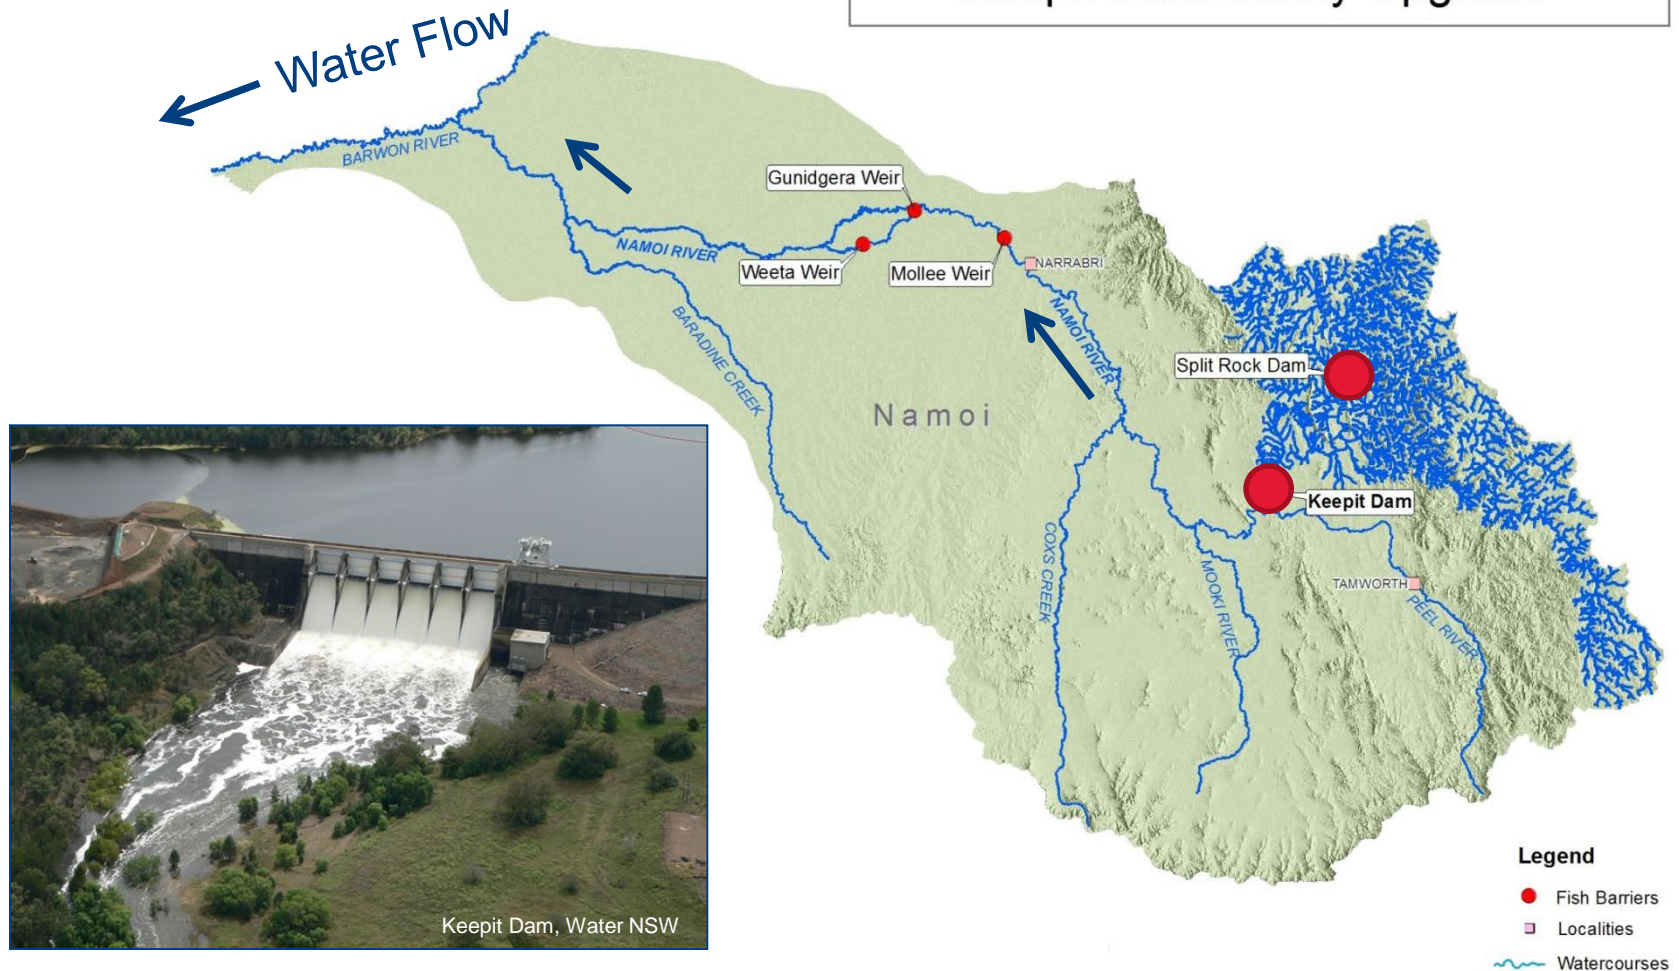 Water Flow
BARWON RIVER
Gunidgera Weir
NAMOI RIVER
Weeta Weir
Mollee Weir
NARRABRI
NAMOI RIVER
BARADINE CREEK
Split Rock Dam
Namoi
Keepit Dam
COXS CREEK
MOOKI RIVER
TAMWORTH
PEEL RIVER
Keepit Dam, Water NSW
Legend
Fish Barriers
Localities
Watercourses